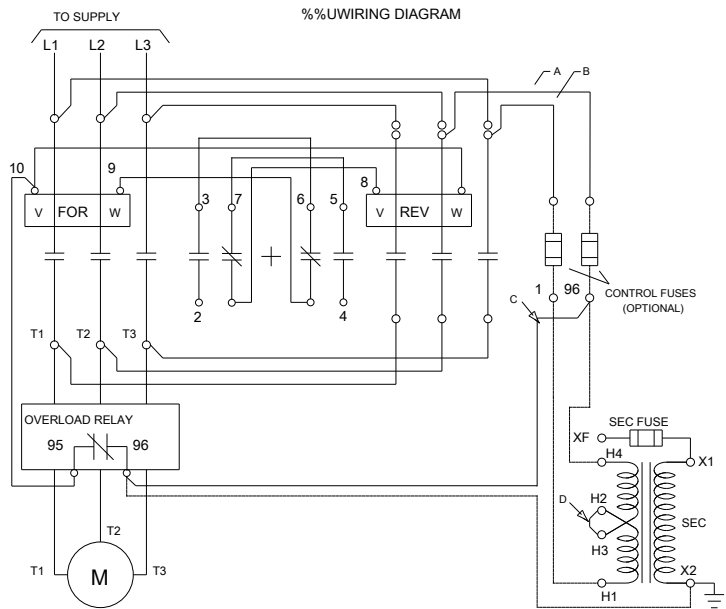 %%UWIRING DIAGRAM
TO SUPPLY
L1 L2 L3
A B
10 9 8
3 7 6 5
V FOR W
V REV W
2 4
1 96
C
CONTROL FUSES
(OPTIONAL)
T1 T2 T3
OVERLOAD RELAY
95 96
SEC FUSE
XF
H4
X1
D
H2
SEC
H3
X2
H1
T2
T1 M T3